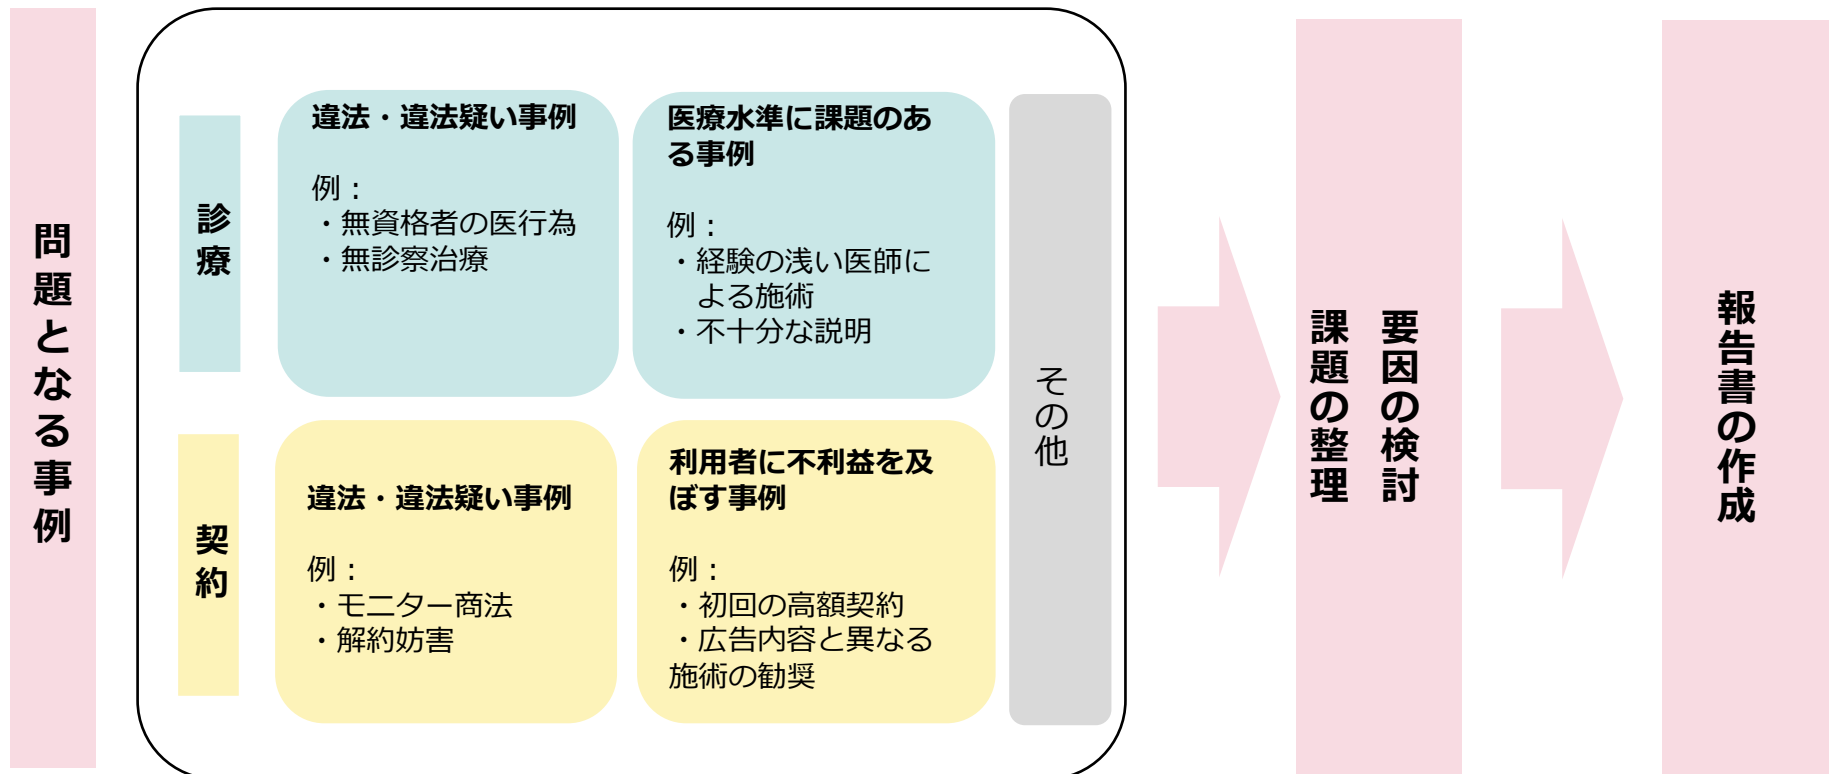 問題となる事例
診療
違法・違法疑い事例
例：
・無資格者の医行為
・無診察治療
医療水準に課題のあ
る事例
例：
・経験の浅い医師に
よる施術
・不十分な説明
契約
違法・違法疑い事例
例：
・モニター商法
・解約妨害
利用者に不利益を及
ぼす事例
例：
・初回の高額契約
・広告内容と異なる
施術の勧奨
その他
要因の検討
課題の整理
報告書の作成